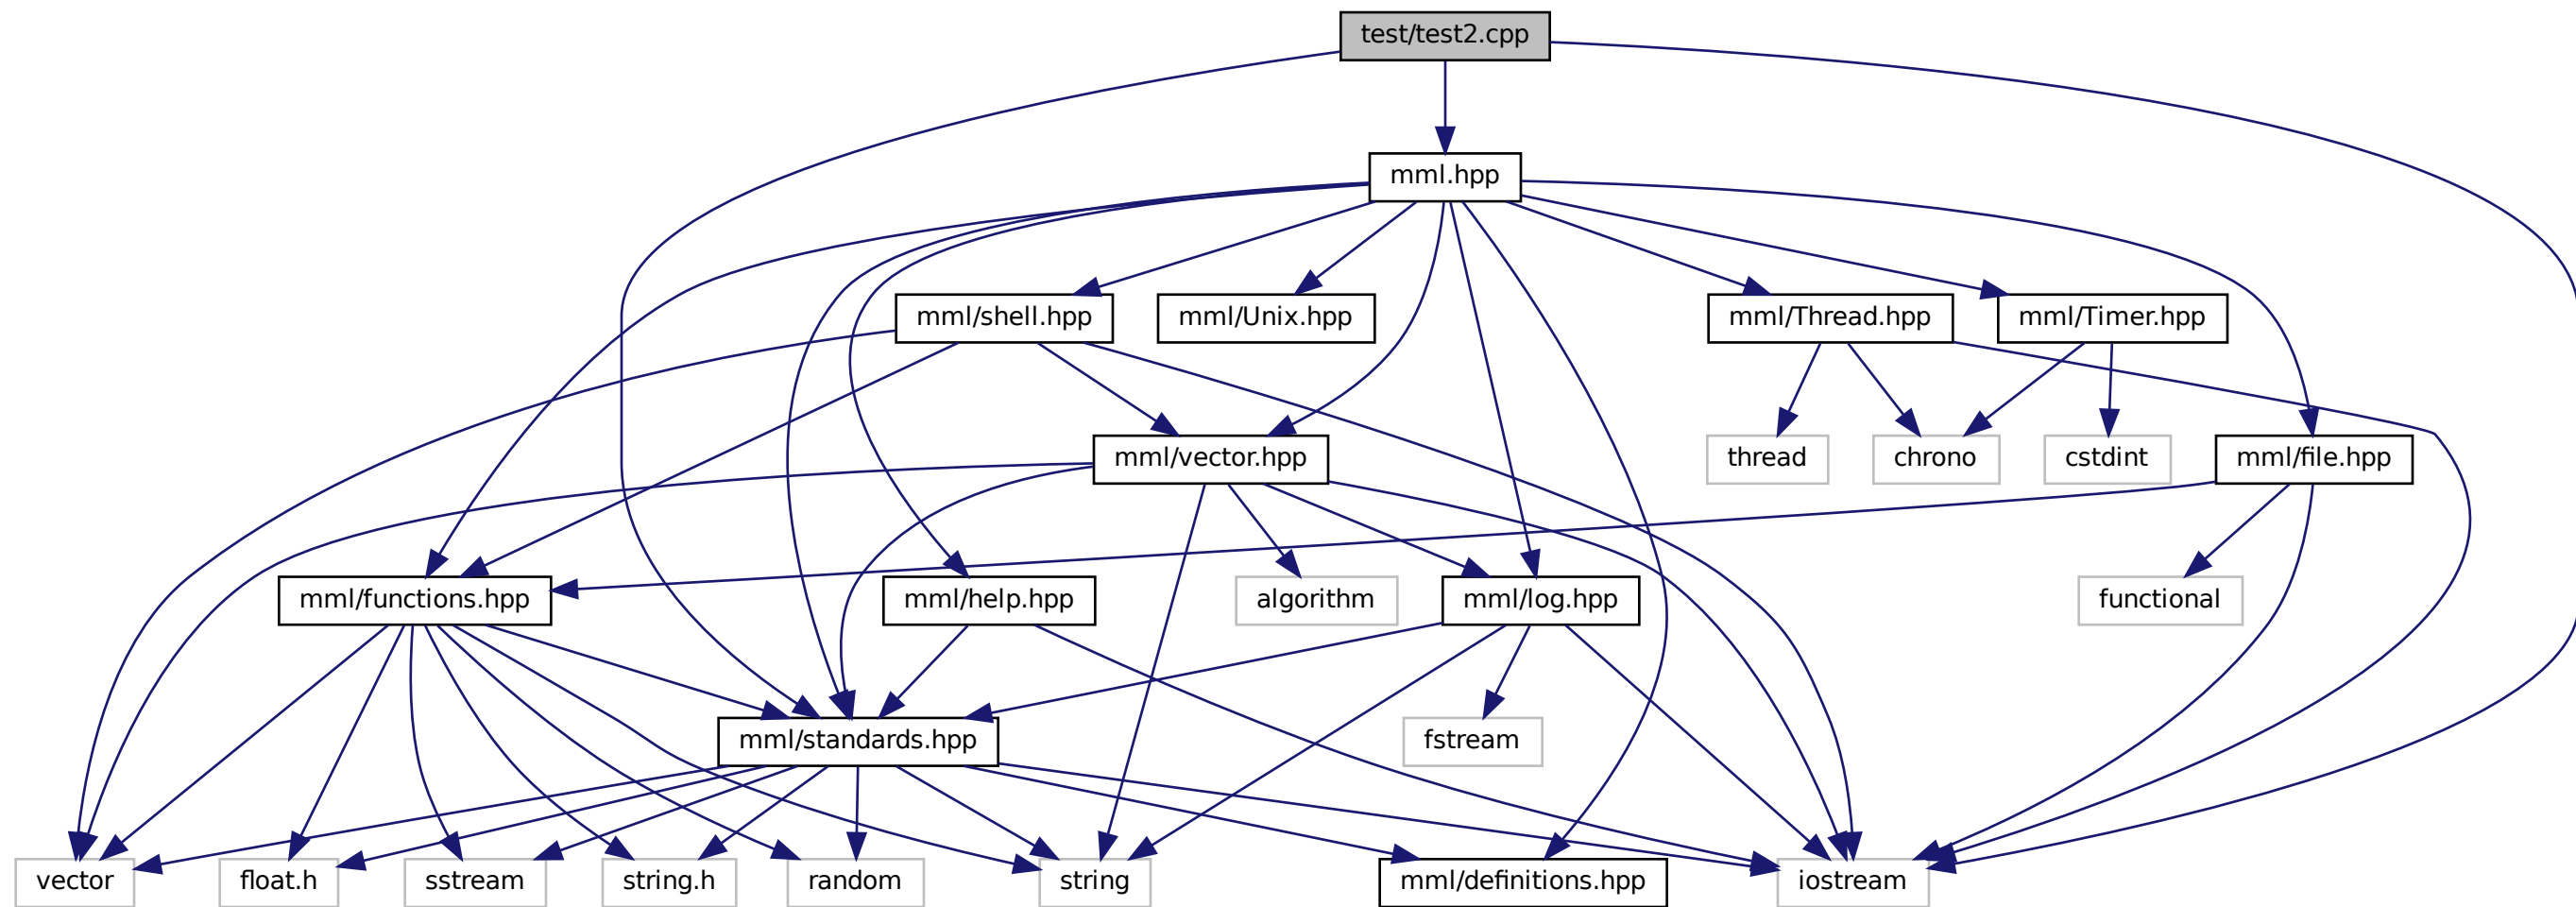 test/test2.cpp
mml.hpp
mml/shell.hpp
mml/Unix.hpp
mml/Thread.hpp
mml/Timer.hpp
mml/vector.hpp
thread
chrono
cstdint
mml/file.hpp
mml/functions.hpp
mml/help.hpp
algorithm
mml/log.hpp
functional
mml/standards.hpp
fstream
vector
float.h
sstream
string.h
random
string
mml/definitions.hpp
iostream